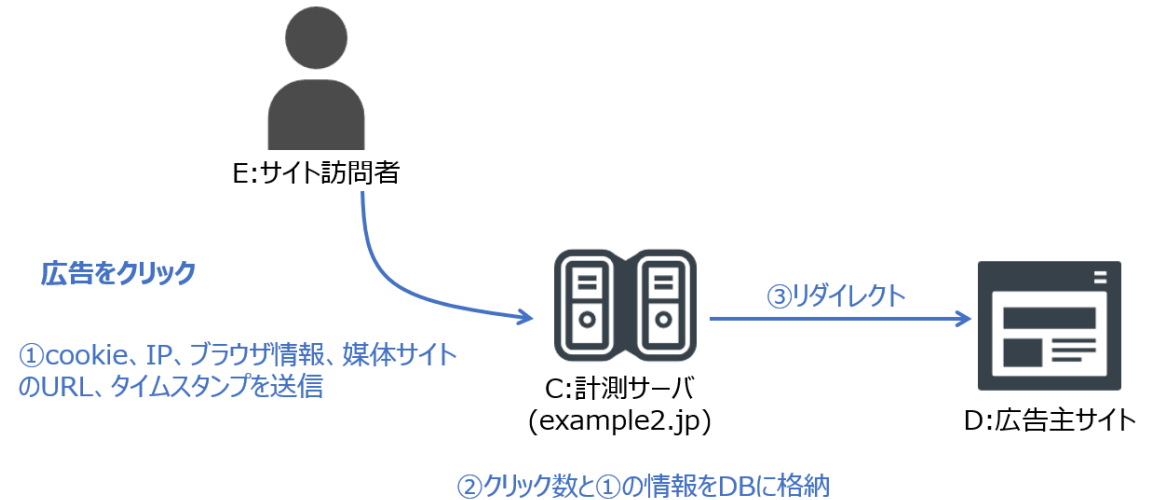 E:サイト訪問者
広告をクリック
①cookie、IP、ブラウザ情報、媒体サイト
のURL、タイムスタンプを送信
③リダイレクト
C:計測サーバ
(example2.jp)
D:広告主サイト
②クリック数と①の情報をDBに格納